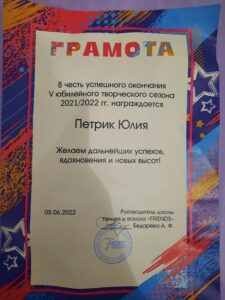 ГРАМОТА
В честь успешного окончания
V юбилейного творческого сезона
2021/2022 гг. награждается
Петрик Юлия
Желаем дальнейших успехов,
вдохновения и новых высот!
05.06.2022
Руководитель школы
танцев и вокала «FRIENDS»
Бедарева А. Ф.